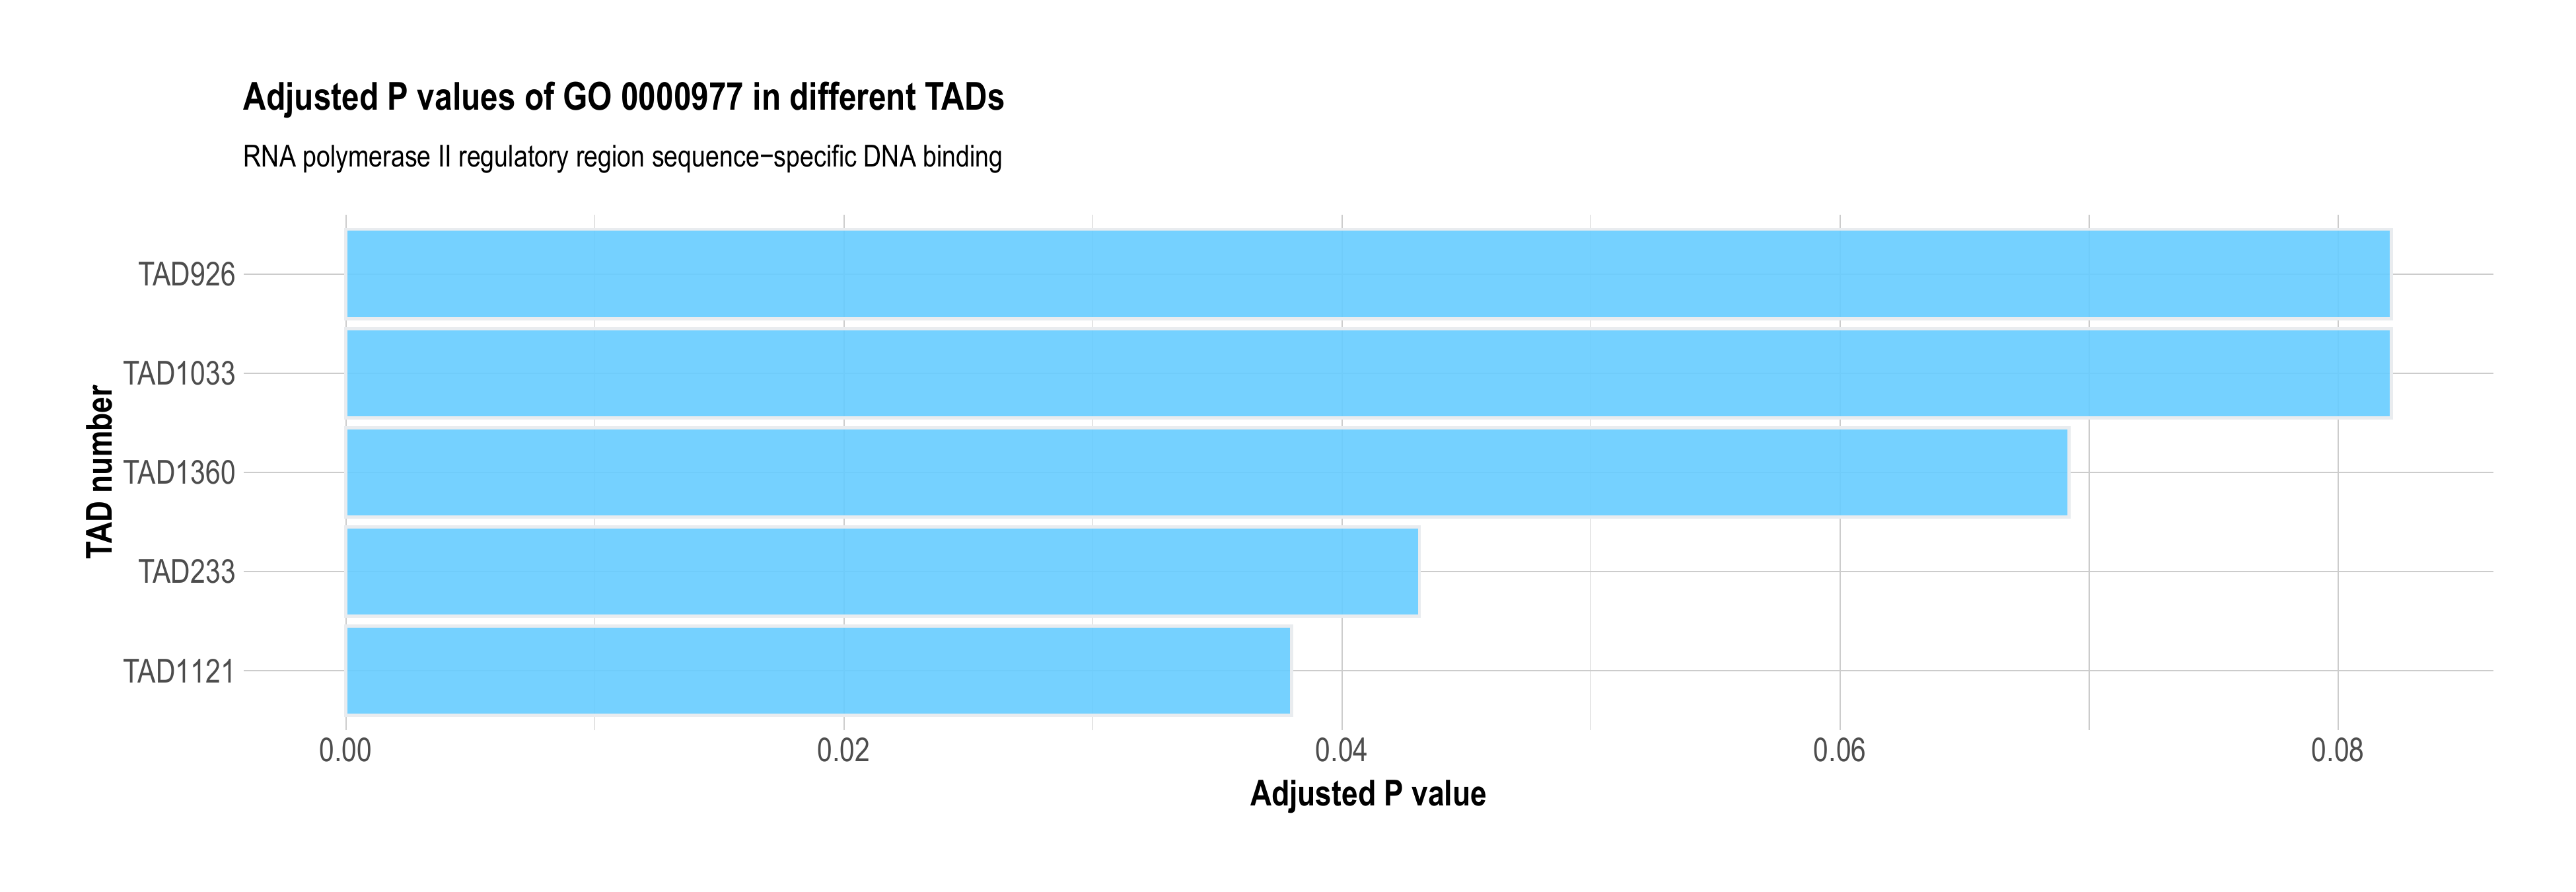 Adjusted P values of GO 0000977 in different TADs
RNA polymerase II regulatory region sequence−specific DNA binding
TAD number
TAD926
TAD1033
TAD1360
TAD233
TAD1121
0.00 0.02 0.04 0.06 0.08
Adjusted P value